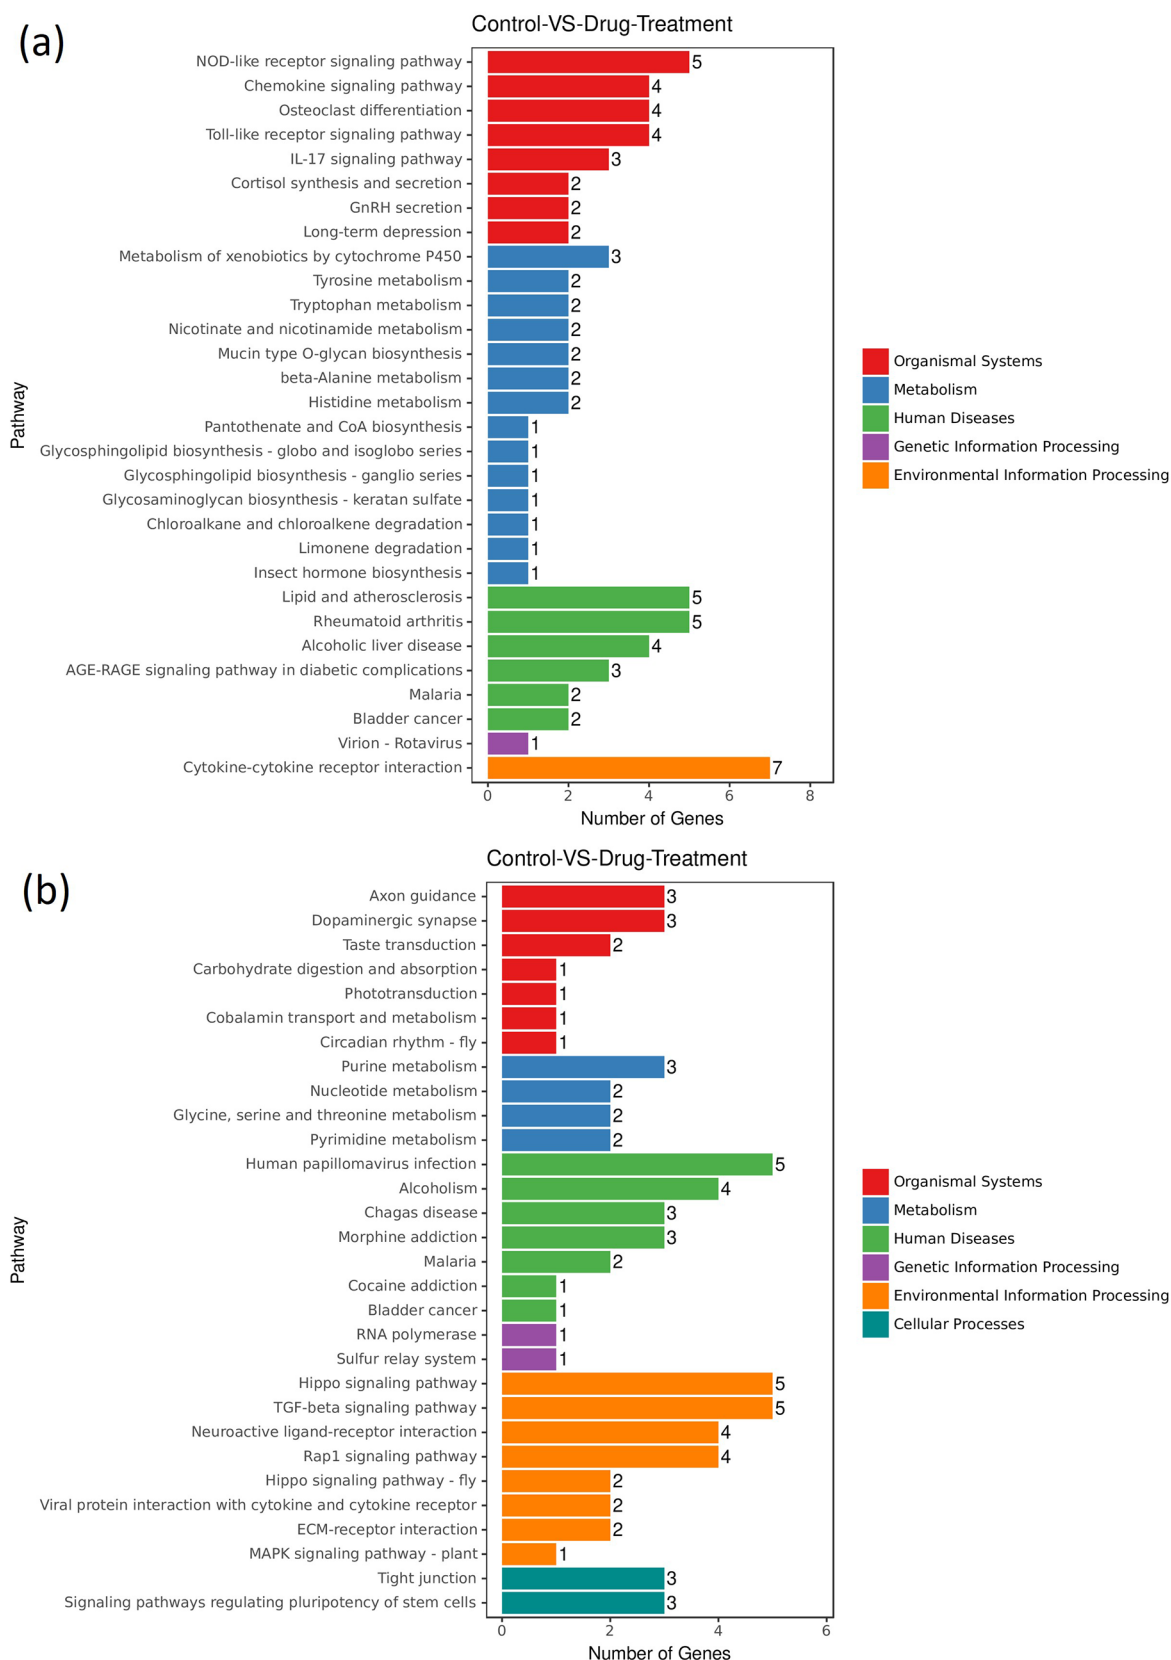 (a)
Control-VS-Drug-Treatment
NOD-like receptor signaling pathway 5
Chemokine signaling pathway 4
Osteoclast differentiation 4
Toll-like receptor signaling pathway 4
IL-17 signaling pathway 3
Cortisol synthesis and secretion 2
GnRH secretion 2
Long-term depression 2
Metabolism of xenobiotics by cytochrome P450 3
Tyrosine metabolism 2
Tryptophan metabolism 2
Nicotinate and nicotinamide metabolism 2
Mucin type O-glycan biosynthesis 2
beta-Alanine metabolism 2
Histidine metabolism 2
Pantothenate and CoA biosynthesis 1
Glycosphingolipid biosynthesis - globo and isoglobo series 1
Glycosphingolipid biosynthesis - ganglio series 1
Glycosaminoglycan biosynthesis - keratan sulfate 1
Chloroalkane and chloroalkene degradation 1
Limonene degradation 1
Insect hormone biosynthesis 1
Lipid and atherosclerosis 5
Rheumatoid arthritis 5
Alcoholic liver disease 4
AGE-RAGE signaling pathway in diabetic complications 3
Malaria 2
Bladder cancer 2
Virion - Rotavirus 1
Cytokine-cytokine receptor interaction 7
0 2 4 6 8
Number of Genes
Pathway
Organismal Systems
Metabolism
Human Diseases
Genetic Information Processing
Environmental Information Processing
(b)
Control-VS-Drug-Treatment
Axon guidance 3
Dopaminergic synapse 3
Taste transduction 2
Carbohydrate digestion and absorption 1
Phototransduction 1
Cobalamin transport and metabolism 1
Circadian rhythm - fly 1
Purine metabolism 3
Nucleotide metabolism 2
Glycine, serine and threonine metabolism 2
Pyrimidine metabolism 2
Human papillomavirus infection 5
Alcoholism 4
Chagas disease 3
Morphine addiction 3
Malaria 2
Cocaine addiction 1
Bladder cancer 1
RNA polymerase 1
Sulfur relay system 1
Hippo signaling pathway 5
TGF-beta signaling pathway 5
Neuroactive ligand-receptor interaction 4
Rap1 signaling pathway 4
Hippo signaling pathway - fly 2
Viral protein interaction with cytokine and cytokine receptor 2
ECM-receptor interaction 2
MAPK signaling pathway - plant 1
Tight junction 3
Signaling pathways regulating pluripotency of stem cells 3
0 2 4 6
Number of Genes
Pathway
Organismal Systems
Metabolism
Human Diseases
Genetic Information Processing
Environmental Information Processing
Cellular Processes